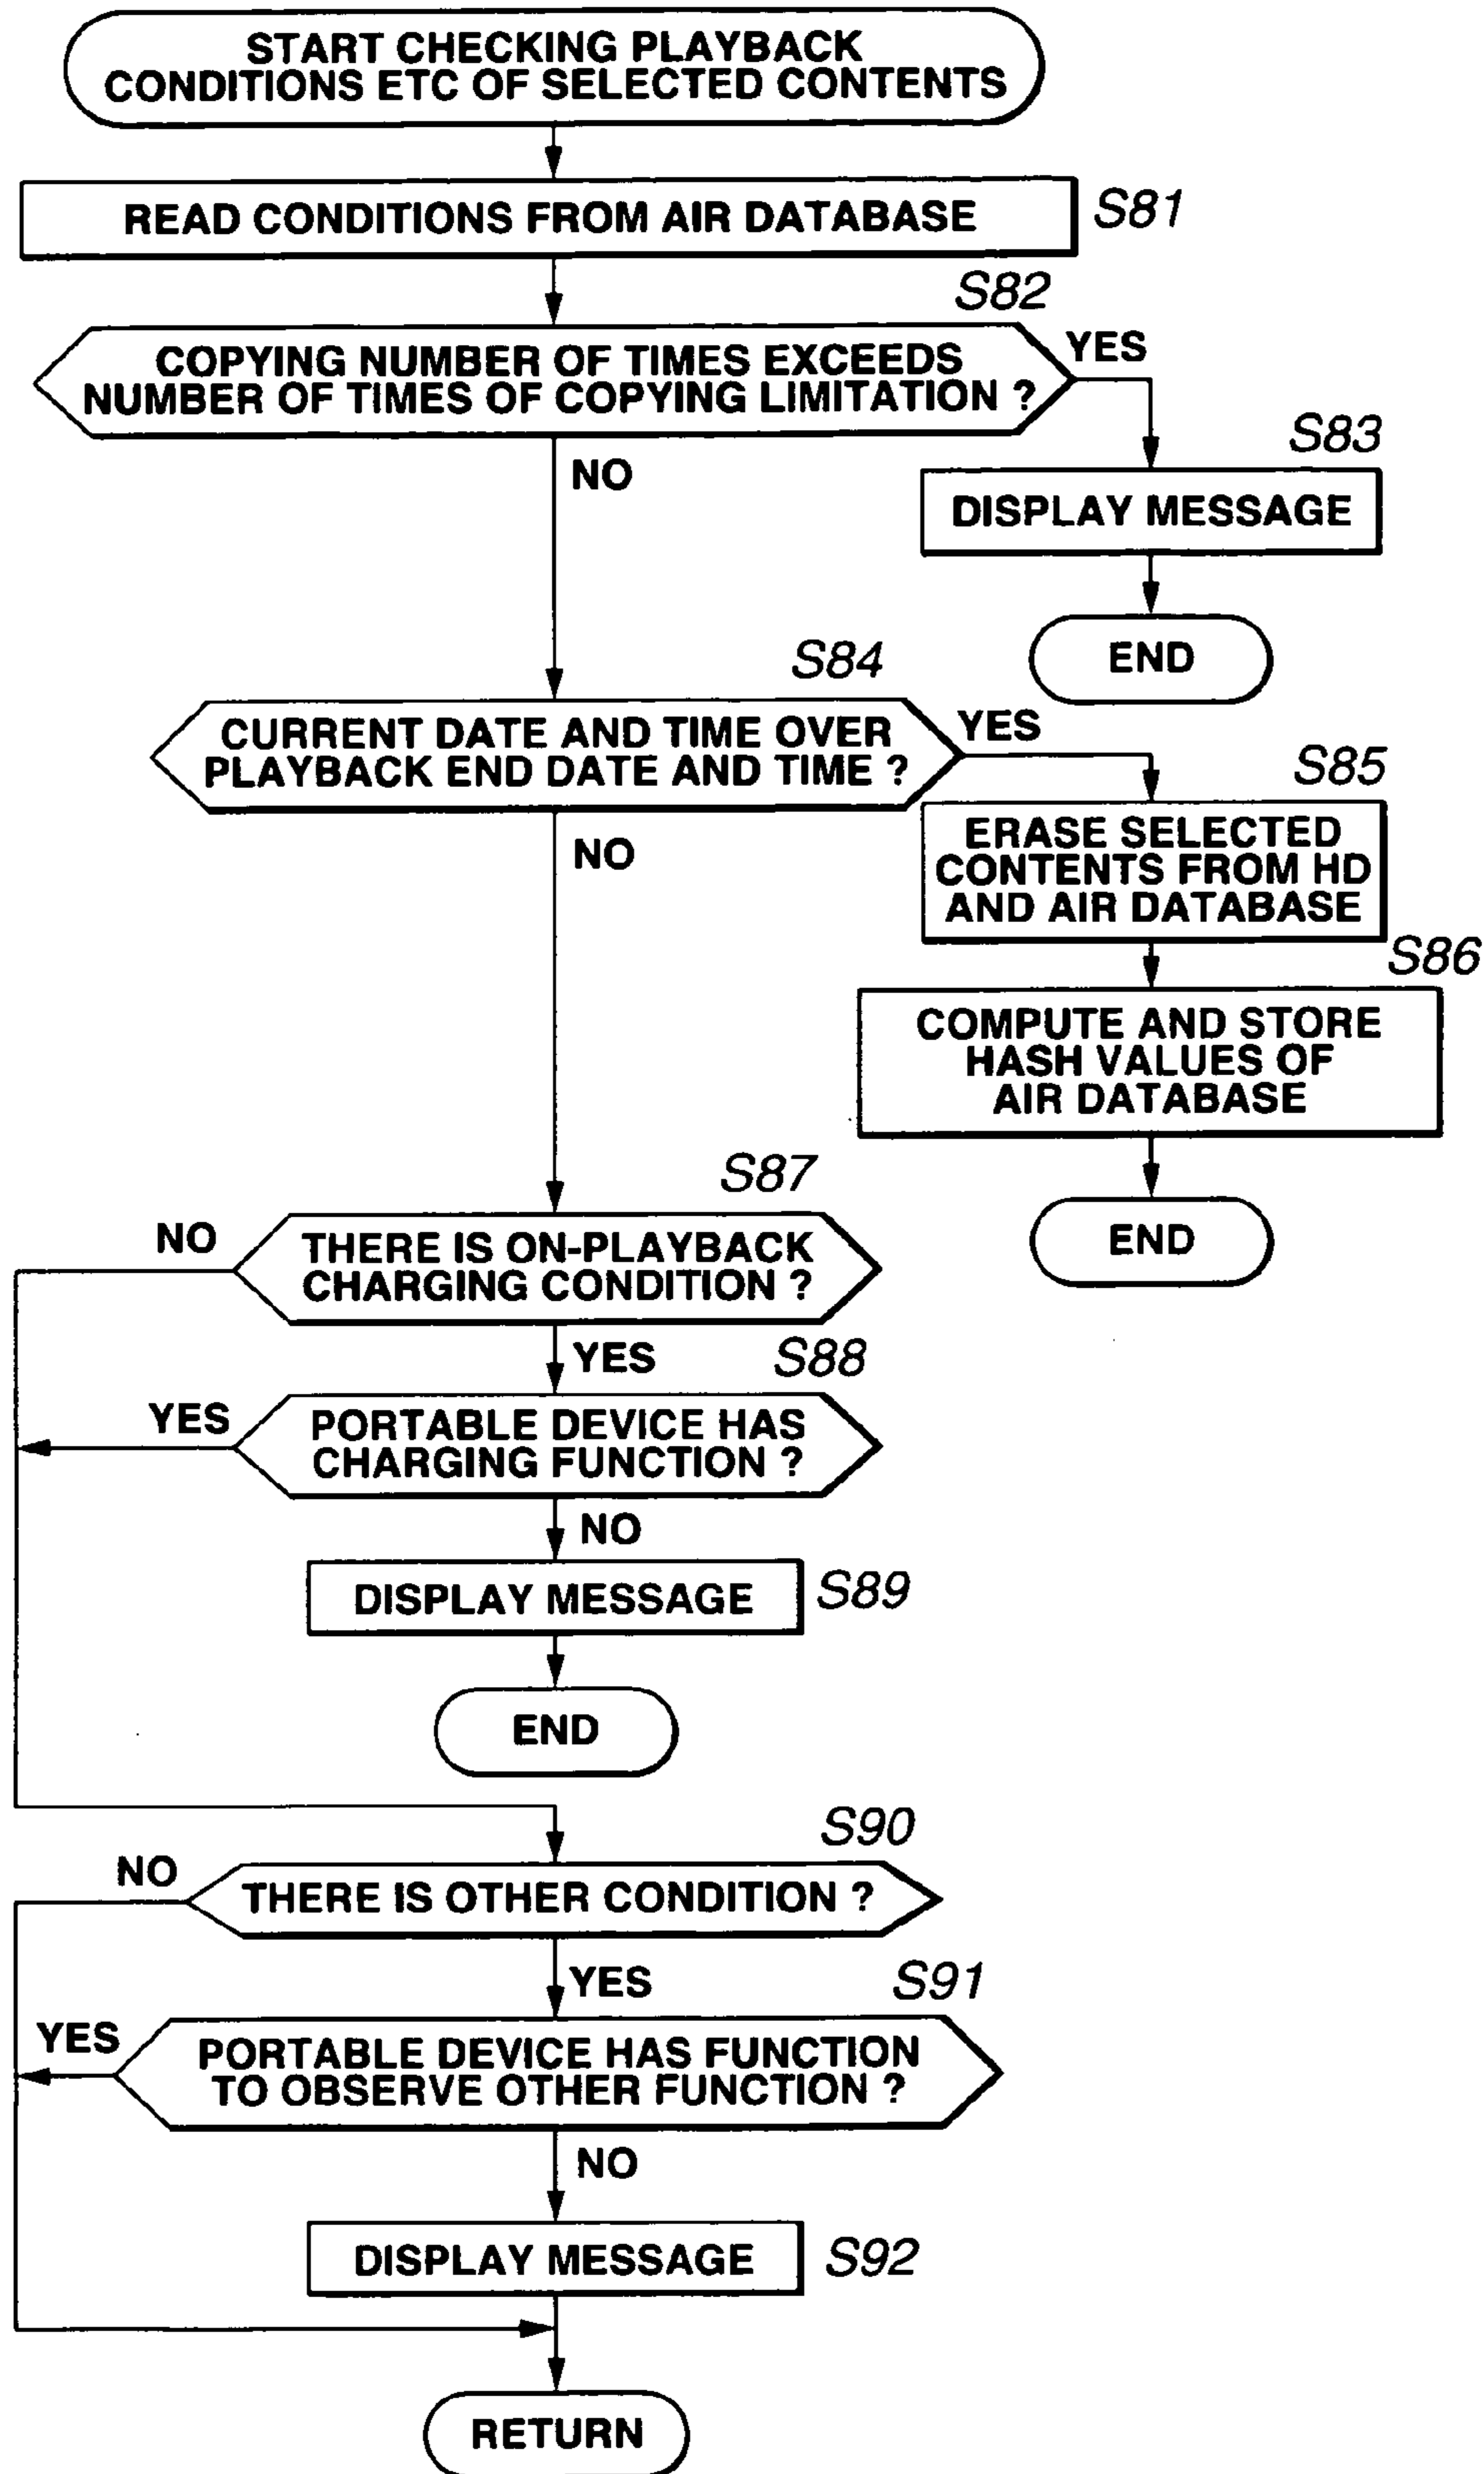 START CHECKING PLAYBACK
CONDITIONS ETC OF SELECTED CONTENTS
READ CONDITIONS FROM AIR DATABASE
S81
S82
COPYING NUMBER OF TIMES EXCEEDS
NUMBER OF TIMES OF COPYING LIMITATION ?
YES
NO
S83
DISPLAY MESSAGE
END
S84
CURRENT DATE AND TIME OVER
PLAYBACK END DATE AND TIME ?
YES
NO
S85
ERASE SELECTED
CONTENTS FROM HD
AND AIR DATABASE
S86
COMPUTE AND STORE
HASH VALUES OF
AIR DATABASE
END
S87
NO
THERE IS ON-PLAYBACK
CHARGING CONDITION ?
YES
S88
YES
PORTABLE DEVICE HAS
CHARGING FUNCTION ?
NO
DISPLAY MESSAGE
S89
END
S90
NO
THERE IS OTHER CONDITION ?
YES
S91
YES
PORTABLE DEVICE HAS FUNCTION
TO OBSERVE OTHER FUNCTION ?
NO
DISPLAY MESSAGE
S92
RETURN